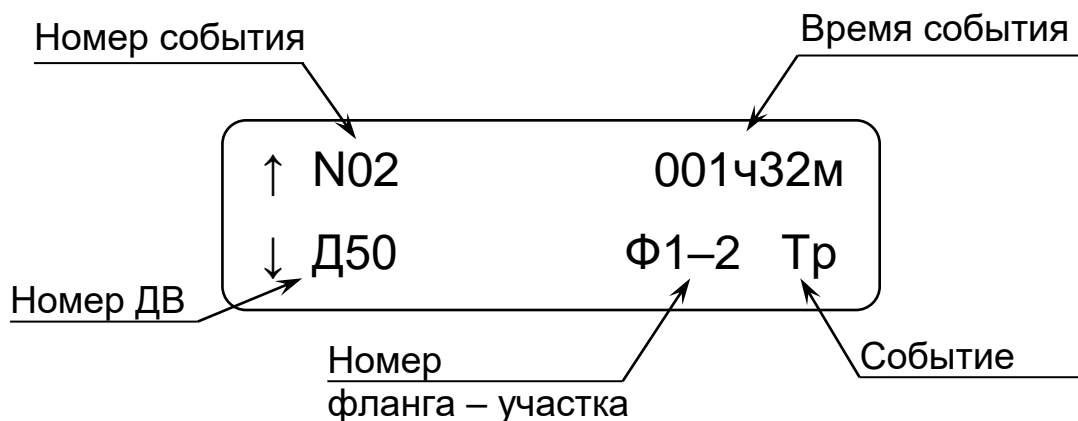 Номер события
Время события
↑ N02 001ч32м
↓ Д50 Ф1–2 Тр
Номер ДВ
Номер
фланга – участка
Событие